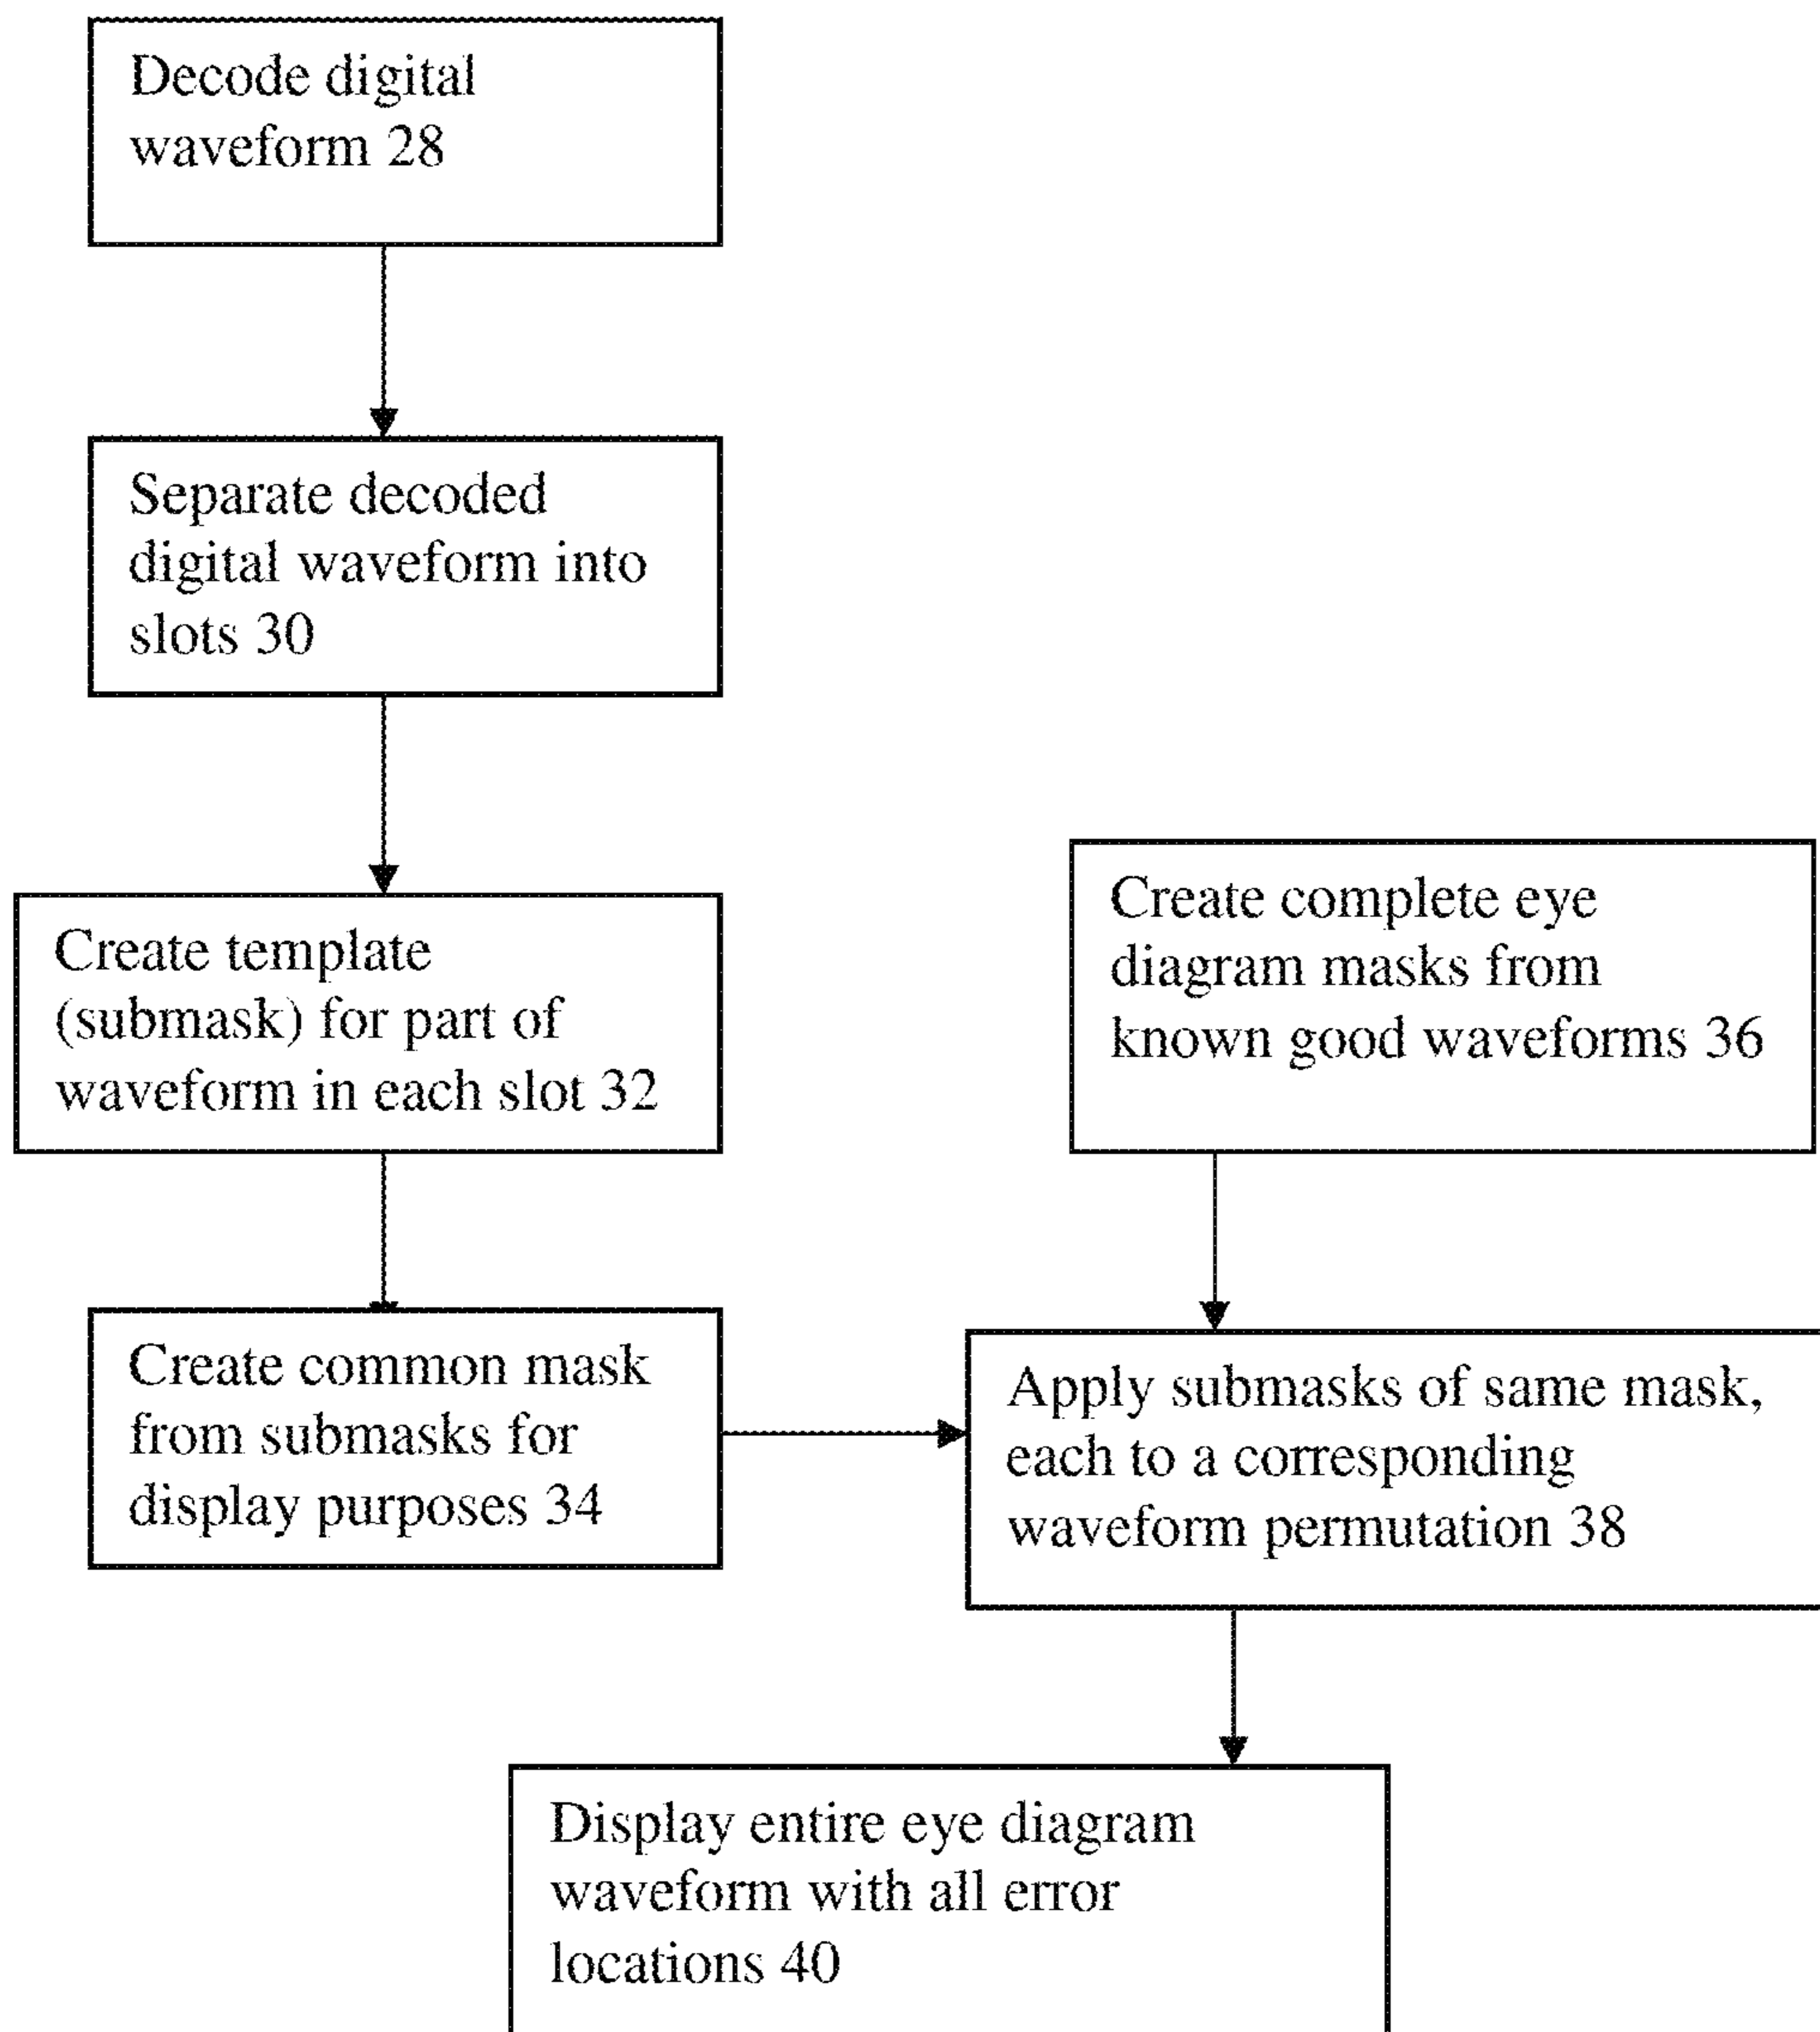 Decode digital
waveform 28
Separate decoded
digital waveform into
slots 30
Create template
(submask) for part of
waveform in each slot 32
Create complete eye
diagram masks from
known good waveforms 36
Create common mask
from submasks for
display purposes 34
Apply submasks of same mask,
each to a corresponding
waveform permutation 38
Display entire eye diagram
waveform with all error
locations 40